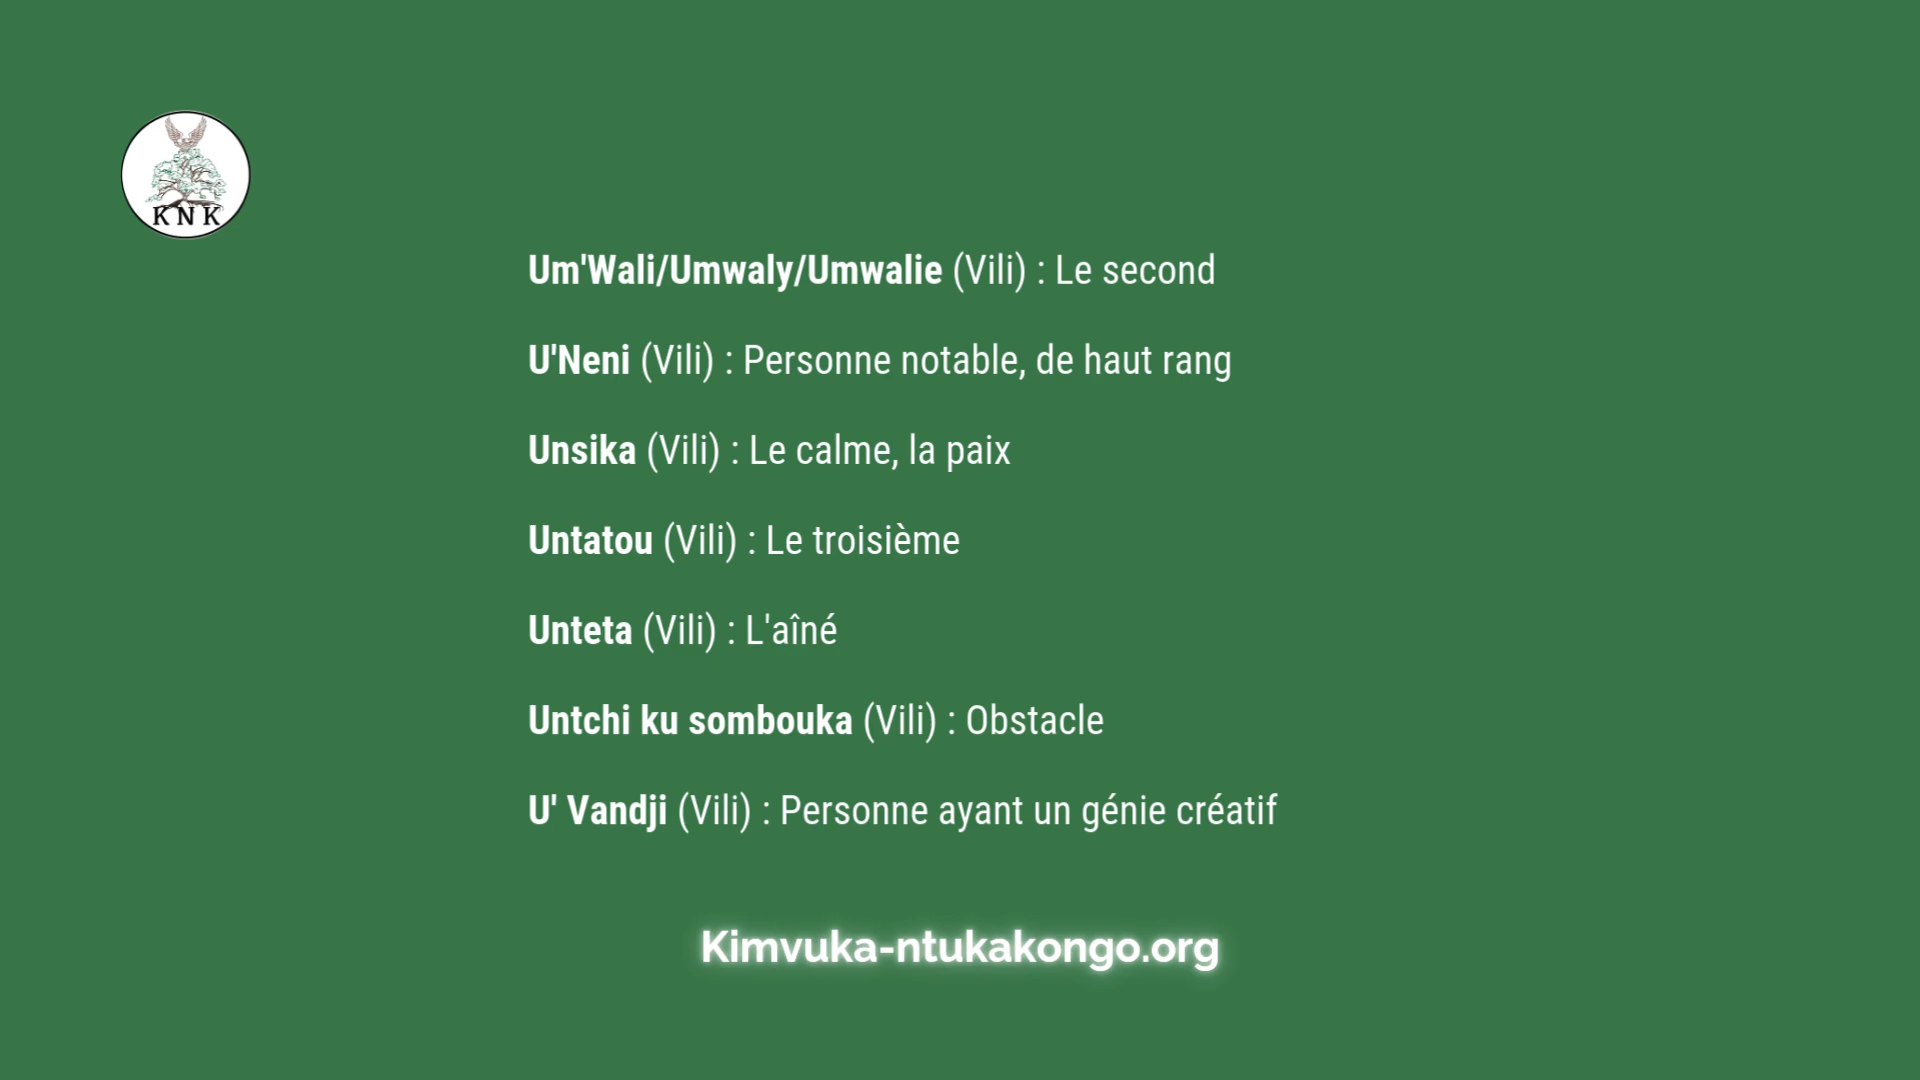 KNK
Um'Wali/Umwaly/Umwalie (Vili) : Le second
U'Neni (Vili) : Personne notable, de haut rang
Unsika (Vili) : Le calme, la paix
Untatou (Vili) : Le troisième
Unteta (Vili) : L'aîné
Untchi ku sombouka (Vili) : Obstacle
U' Vandji (Vili) : Personne ayant un génie créatif
Kimvuka-ntukakongo.org